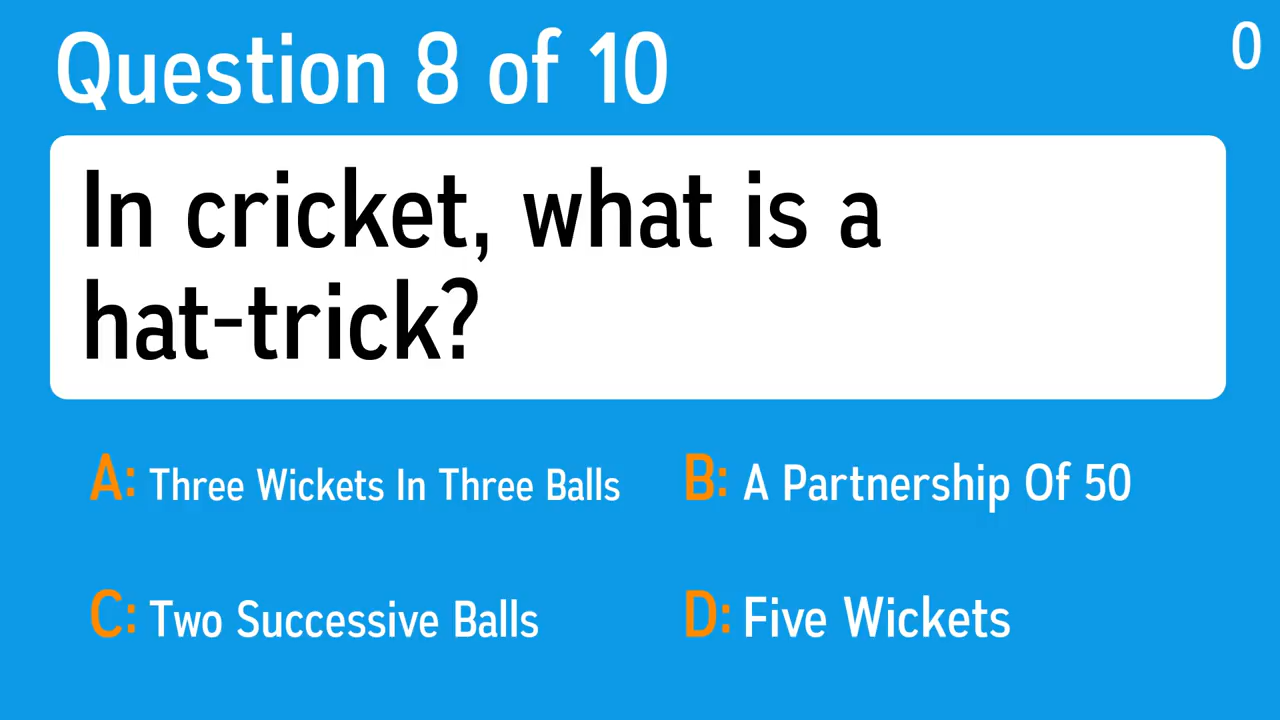 Question 8 of 10
0
In cricket, what is a
hat-trick?
A: Three Wickets In Three Balls
B: A Partnership Of 50
C: Two Successive Balls
D: Five Wickets